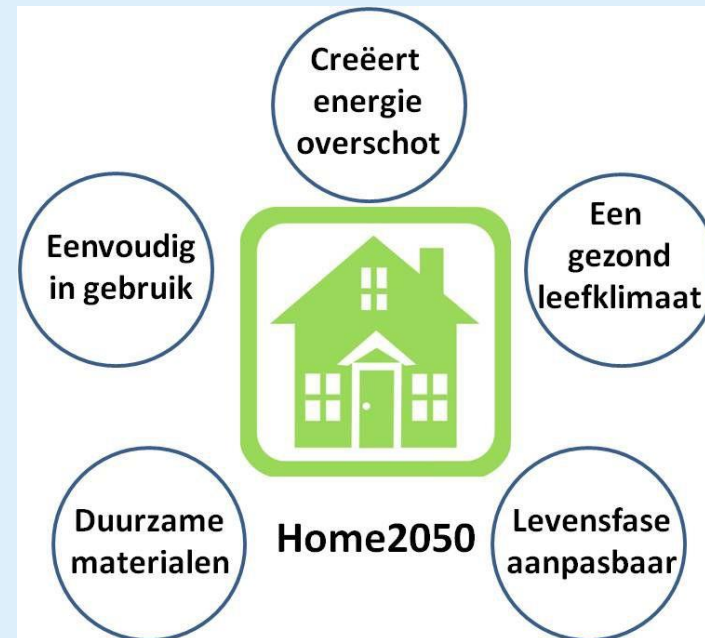 Creëert
energie
overschot
Eenvoudig
in gebruik
Een
gezond
leefklimaat
Duurzame
materialen
Home2050
Levensfase
aanpasbaar